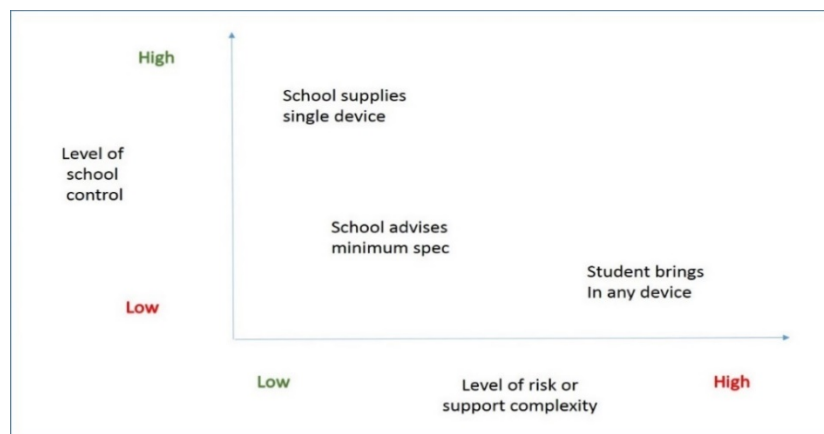 High
School supplies
single device
Level of
school
control
School advises
minimum spec
Student brings
In any device
Low
Low
Level of risk or
support complexity
High